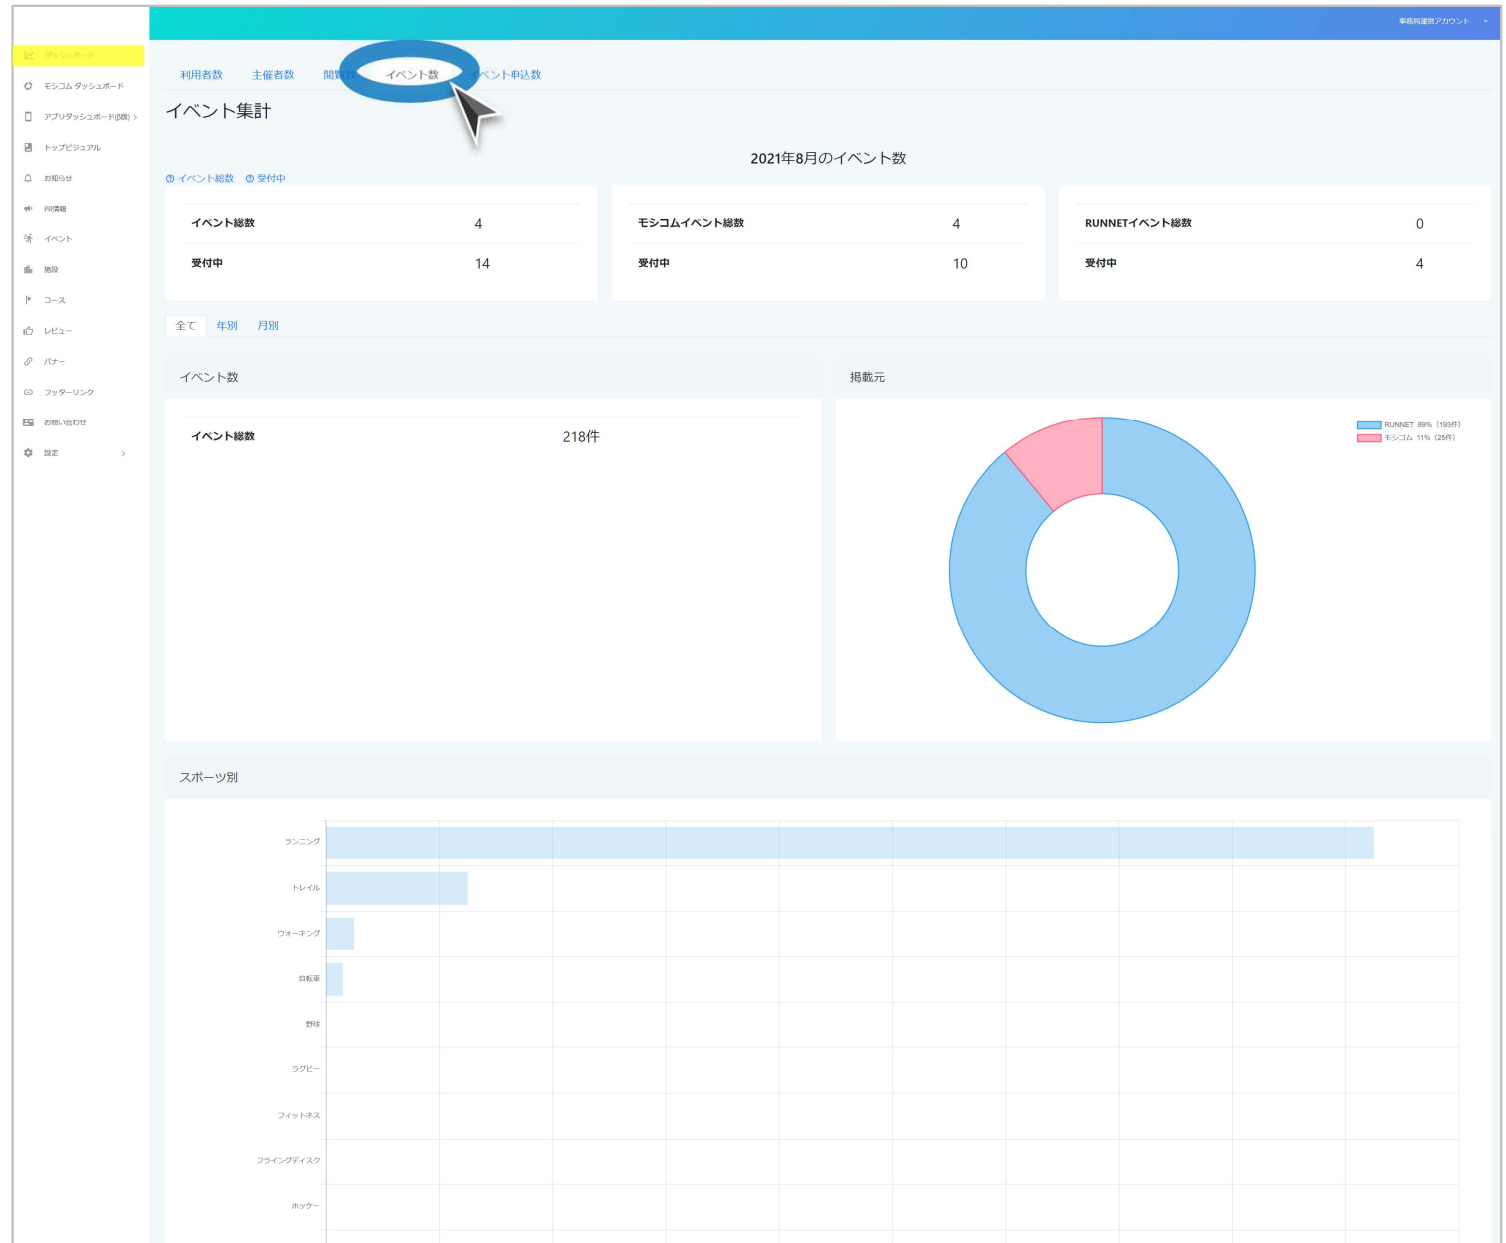 事務局運営アカウント
ダッシュボード
モシコム ダッシュボード
アプリダッシュボード(β版)
トップビジュアル
お知らせ
PR情報
イベント
施設
コース
レビュー
バナー
フッターリンク
お問い合わせ
設定
利用者数 主催者数 閲覧数 イベント数 イベント申込数
イベント集計
2021年8月のイベント数
イベント総数 受付中
イベント総数 4
受付中 14
モシコムイベント総数 4
受付中 10
RUNNETイベント総数 0
受付中 4
全て 年別 月別
イベント数
イベント総数 218件
掲載元
RUNNET 89% (193件)
モシコム 11% (25件)
スポーツ別
ランニング
トレイル
ウォーキング
自転車
野球
ラグビー
フィットネス
フライングディスク
ホッケー